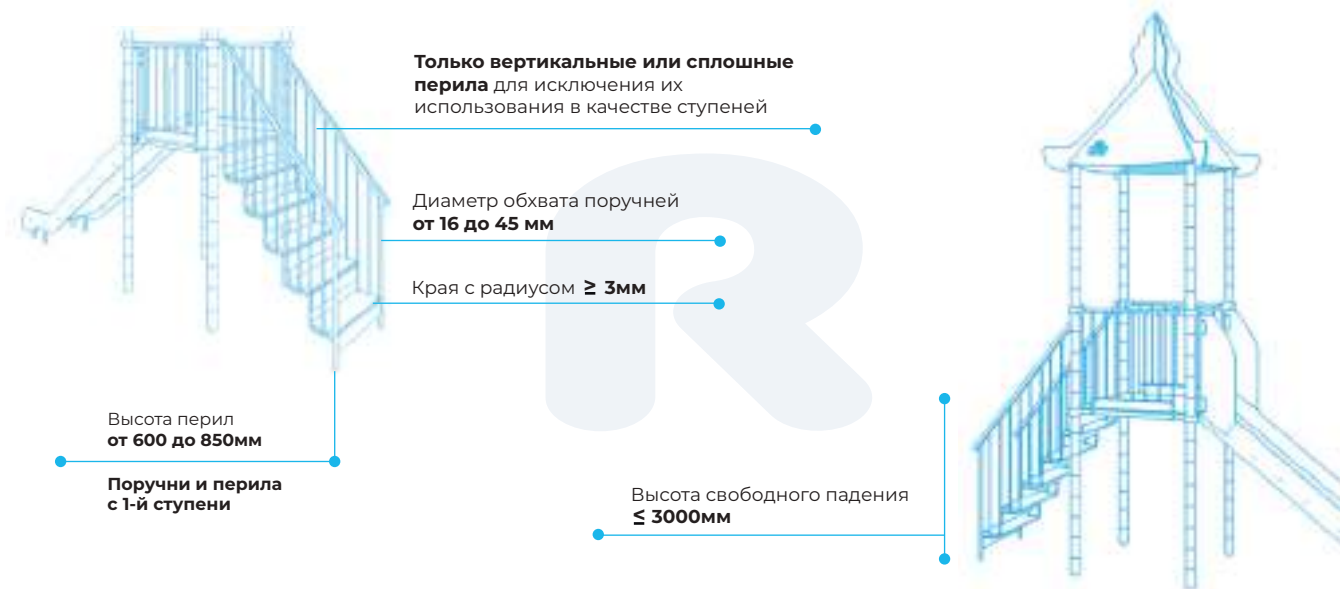 Только вертикальные или сплошные
перила для исключения их
использования в качестве ступеней
Диаметр обхвата поручней
от 16 до 45 мм
Края с радиусом ≥ 3мм
Высота перил
от 600 до 850мм
Поручни и перила
с 1-й ступени
Высота свободного падения
≤ 3000мм
R